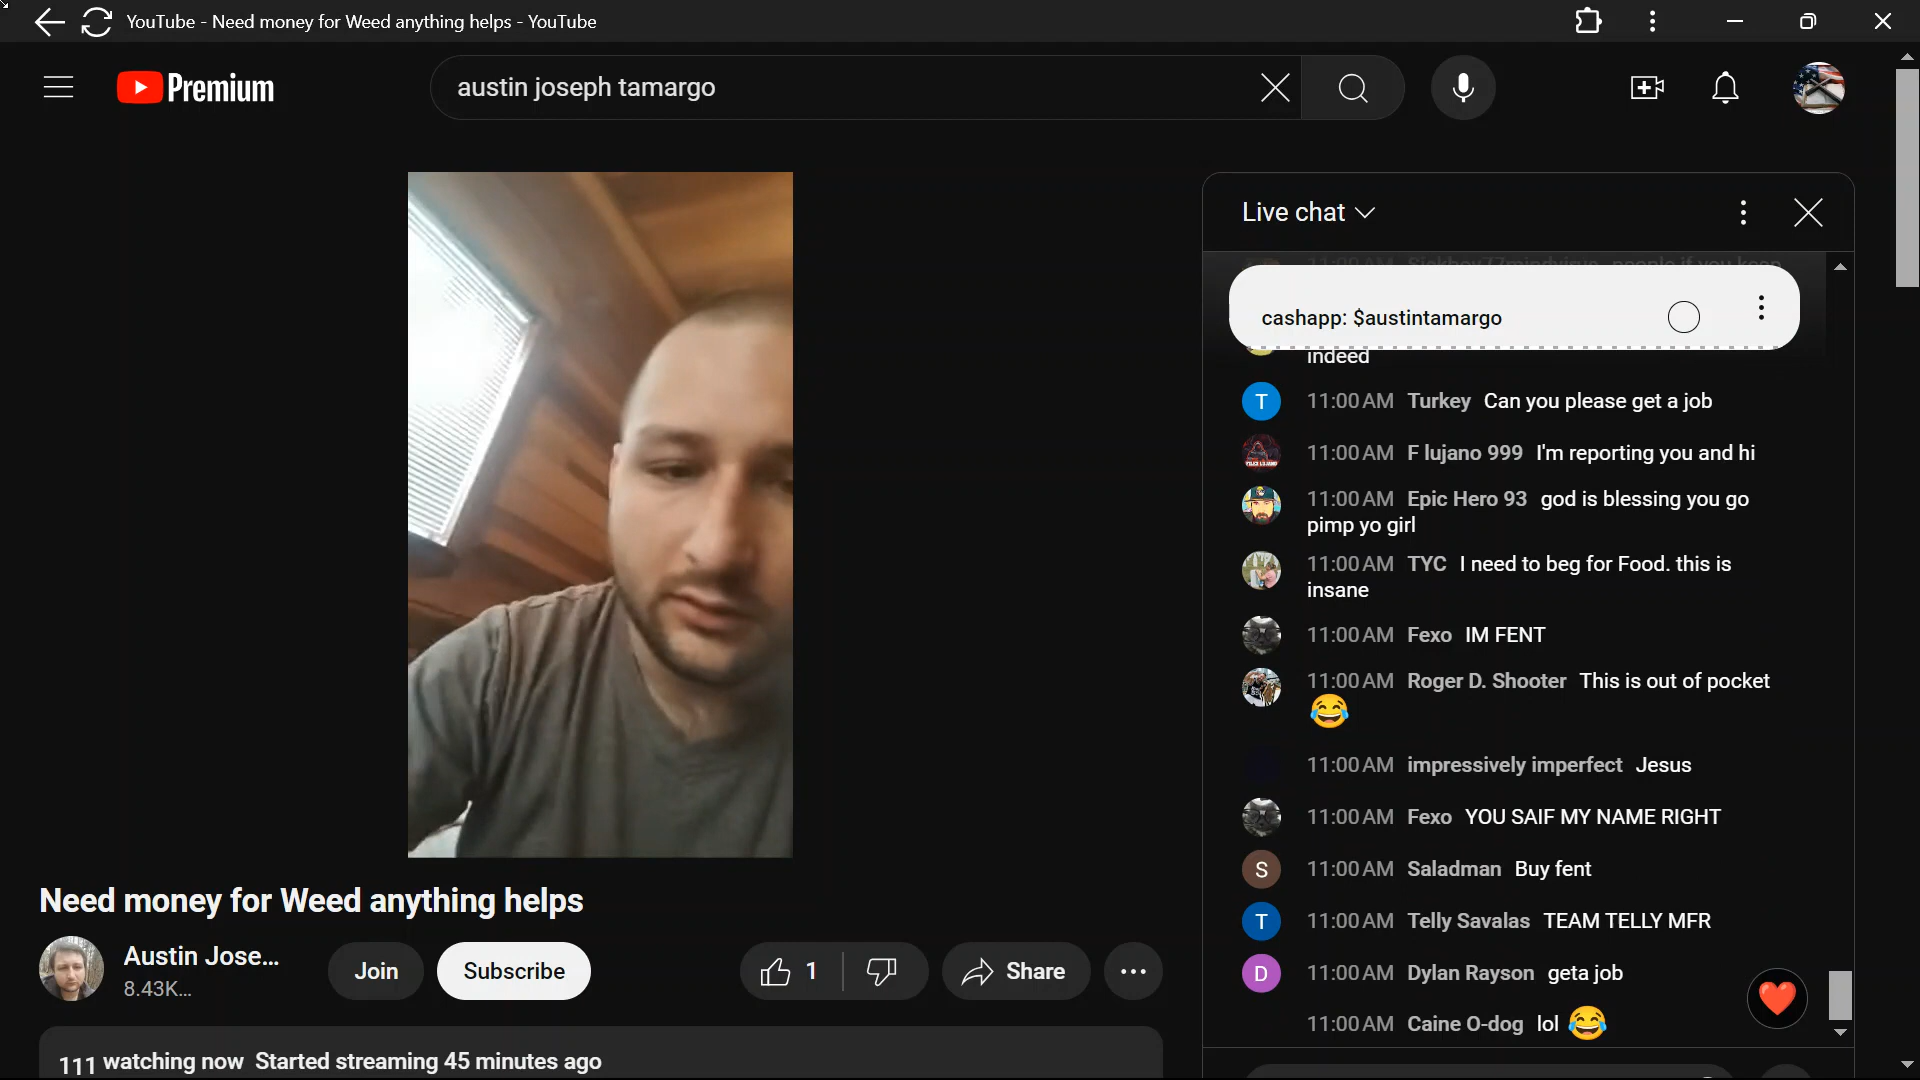 YouTube - Need money for Weed anything helps - YouTube
Premium
austin joseph tamargo
Live chat
cashapp: $austintamargo
indeed
T 11:00 AM Turkey Can you please get a job
11:00 AM F lujano 999 I'm reporting you and hi
11:00 AM Epic Hero 93 god is blessing you go
pimp yo girl
11:00 AM TYC I need to beg for Food. this is
insane
11:00 AM Fexo IM FENT
11:00 AM Roger D. Shooter This is out of pocket
😂
11:00 AM impressively imperfect Jesus
11:00 AM Fexo YOU SAIF MY NAME RIGHT
S 11:00 AM Saladman Buy fent
T 11:00 AM Telly Savalas TEAM TELLY MFR
D 11:00 AM Dylan Rayson geta job
11:00 AM Caine O-dog lol 😂
Need money for Weed anything helps
Austin Jose...
8.43K...
Join
Subscribe
1
Share
111 watching now Started streaming 45 minutes ago